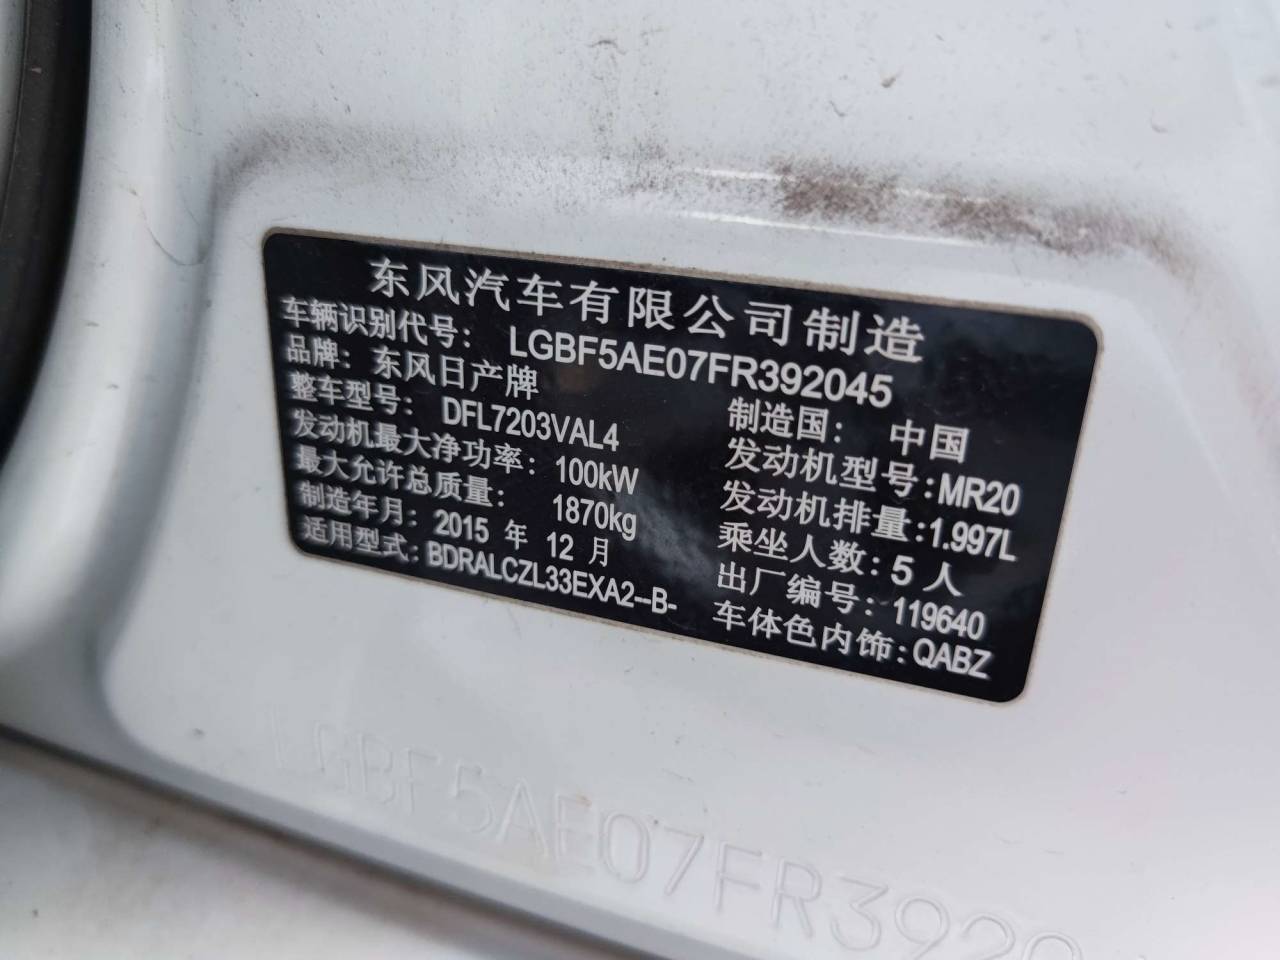 东风汽车有限公司制造
车辆识别代号: LGBF5AE07FR392045
品牌: 东风日产牌
制造国: 中国
整车型号: DFL7203VAL4
发动机型号:MR20
发动机最大净功率: 100kW
发动机排量:1.997L
最大允许总质量: 1870kg
乘坐人数: 5 人
制造年月: 2015 年 12 月
出厂编号: 119640
适用型式: BDRALCZL33EXA2--B-
车体色内饰:QABZ
LGBF5AE07FR3920